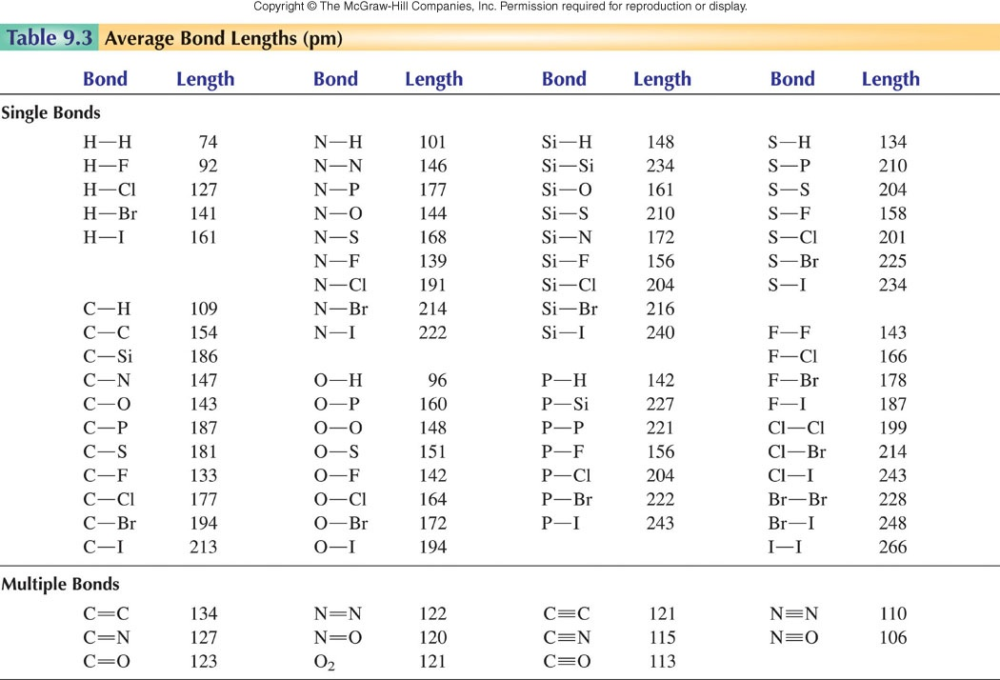 Copyright © The McGraw-Hill Companies, Inc. Permission required for reproduction or display.
Table 9.3 Average Bond Lengths (pm)
Bond Length Bond Length Bond Length Bond Length
Single Bonds
H—H 74 N—H 101 Si—H 148 S—H 134
H—F 92 N—N 146 Si—Si 234 S—P 210
H—Cl 127 N—P 177 Si—O 161 S—S 204
H—Br 141 N—O 144 Si—S 210 S—F 158
H—I 161 N—S 168 Si—N 172 S—Cl 201
N—F 139 Si—F 156 S—Br 225
N—Cl 191 Si—Cl 204 S—I 234
C—H 109 N—Br 214 Si—Br 216
C—C 154 N—I 222 Si—I 240 F—F 143
C—Si 186 F—Cl 166
C—N 147 O—H 96 P—H 142 F—Br 178
C—O 143 O—P 160 P—Si 227 F—I 187
C—P 187 O—O 148 P—P 221 Cl—Cl 199
C—S 181 O—S 151 P—F 156 Cl—Br 214
C—F 133 O—F 142 P—Cl 204 Cl—I 243
C—Cl 177 O—Cl 164 P—Br 222 Br—Br 228
C—Br 194 O—Br 172 P—I 243 Br—I 248
C—I 213 O—I 194 I—I 266
Multiple Bonds
C=C 134 N=N 122 C≡C 121 N≡N 110
C=N 127 N=O 120 C≡N 115 N≡O 106
C=O 123 O₂ 121 C≡O 113